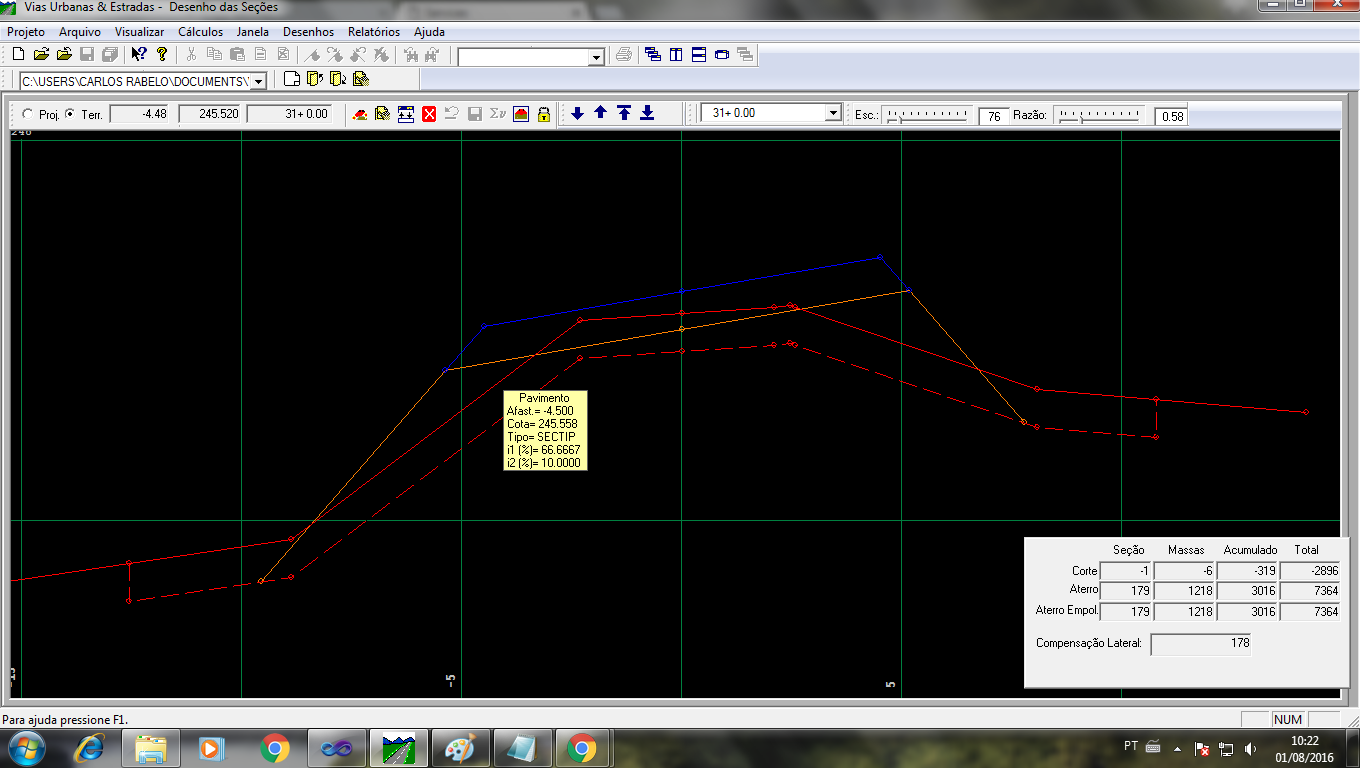 Vias Urbanas & Estradas - Desenho das Seções
Projeto Arquivo Visualizar Cálculos Janela Desenhos Relatórios Ajuda
C:\USERS\CARLOS RABELO\DOCUMENTS\
Proj. Terr. -4.48 245.520 31+ 0.00 Σν 31+ 0.00 Esc.: 76 Razão: 0.58
246
Pavimento
Afast.= -4.500
Cota= 245.558
Tipo= SECTIP
i1 (%)= 66.6667
i2 (%)= 10.0000
-5
5
Seção Massas Acumulado Total
Corte -1 -6 -319 -2896
Aterro 179 1218 3016 7364
Aterro Empol. 179 1218 3016 7364
Compensação Lateral: 178
Para ajuda pressione F1.
NUM
PT
10:22
01/08/2016